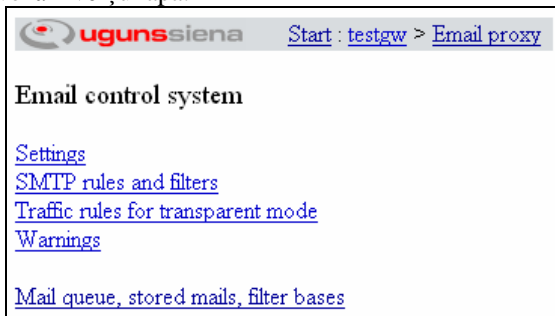 ugunssiena Start : testgw > Email proxy
Email control system
Settings
SMTP rules and filters
Traffic rules for transparent mode
Warnings
Mail queue, stored mails, filter bases